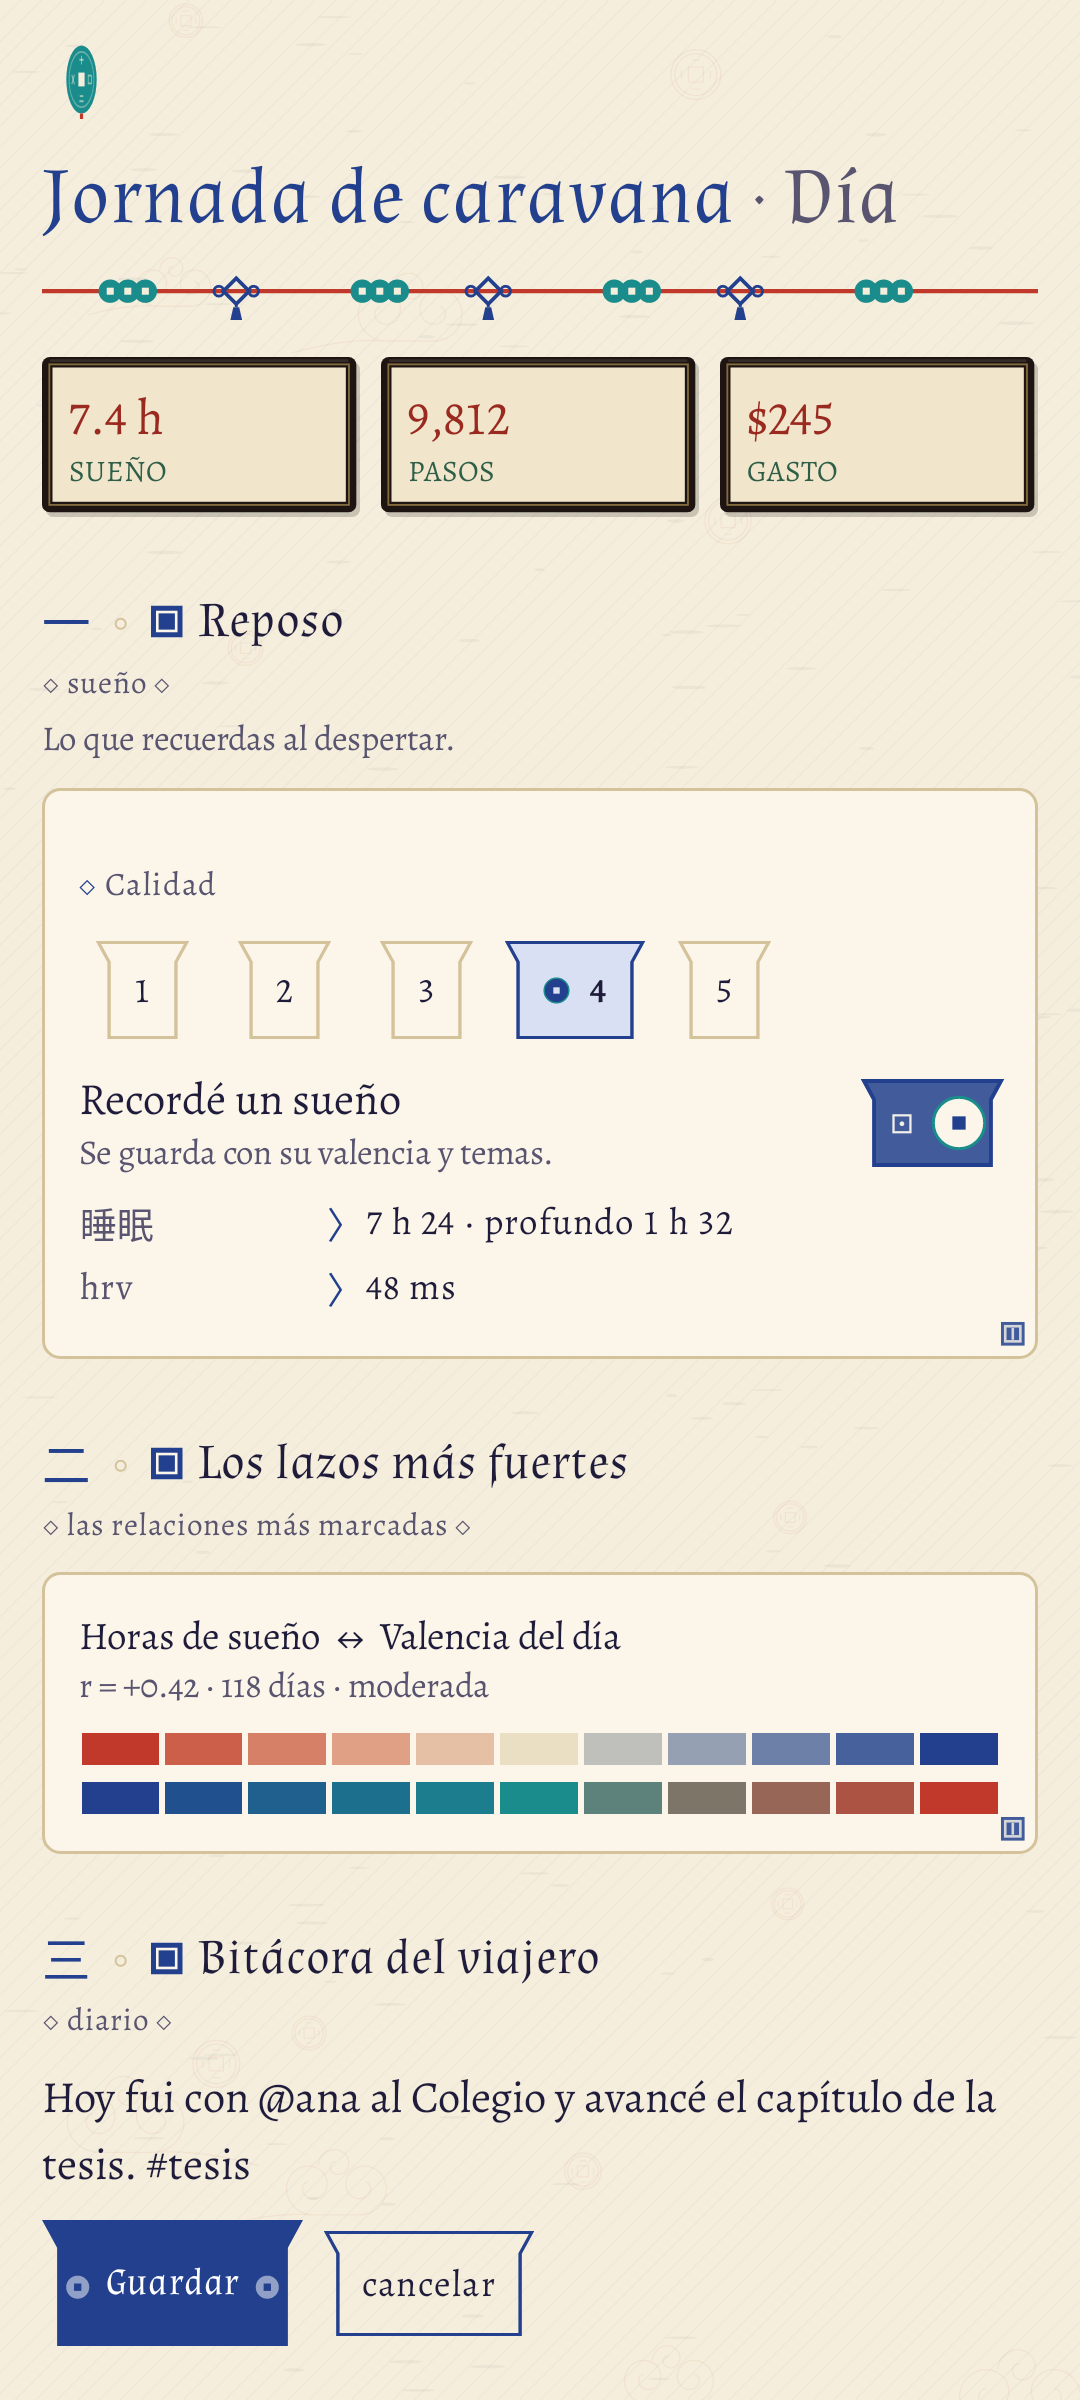 Jornada de caravana · Día
7.4 h
SUEÑO
9,812
PASOS
$245
GASTO
一 Reposo
◇ sueño ◇
Lo que recuerdas al despertar.
◇ Calidad
1 2 3 4 5
Recordé un sueño
Se guarda con su valencia y temas.
睡眠 〉 7 h 24 · profundo 1 h 32
hrv 〉 48 ms
二 Los lazos más fuertes
◇ las relaciones más marcadas ◇
Horas de sueño ↔ Valencia del día
r = +0.42 · 118 días · moderada
三 Bitácora del viajero
◇ diario ◇
Hoy fui con @ana al Colegio y avancé el capítulo de la
tesis. #tesis
Guardar cancelar